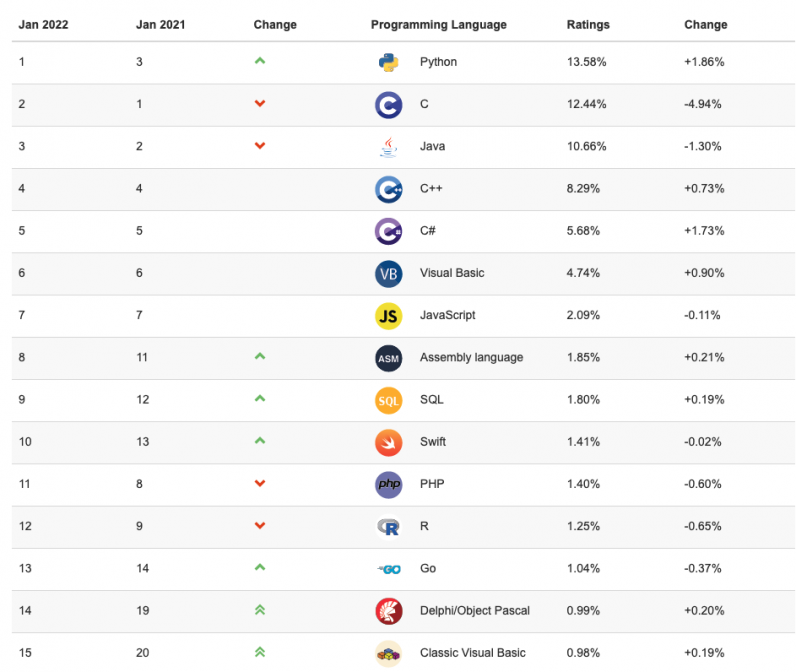 Jan 2022 Jan 2021 Change Programming Language Ratings Change
1 3 Python 13.58% +1.86%
2 1 C 12.44% -4.94%
3 2 Java 10.66% -1.30%
4 4 C++ 8.29% +0.73%
5 5 C# 5.68% +1.73%
6 6 VB Visual Basic 4.74% +0.90%
7 7 JS JavaScript 2.09% -0.11%
8 11 ASM Assembly language 1.85% +0.21%
9 12 SQL SQL 1.80% +0.19%
10 13 Swift 1.41% -0.02%
11 8 php PHP 1.40% -0.60%
12 9 R R 1.25% -0.65%
13 14 GO Go 1.04% -0.37%
14 19 Delphi/Object Pascal 0.99% +0.20%
15 20 Classic Visual Basic 0.98% +0.19%